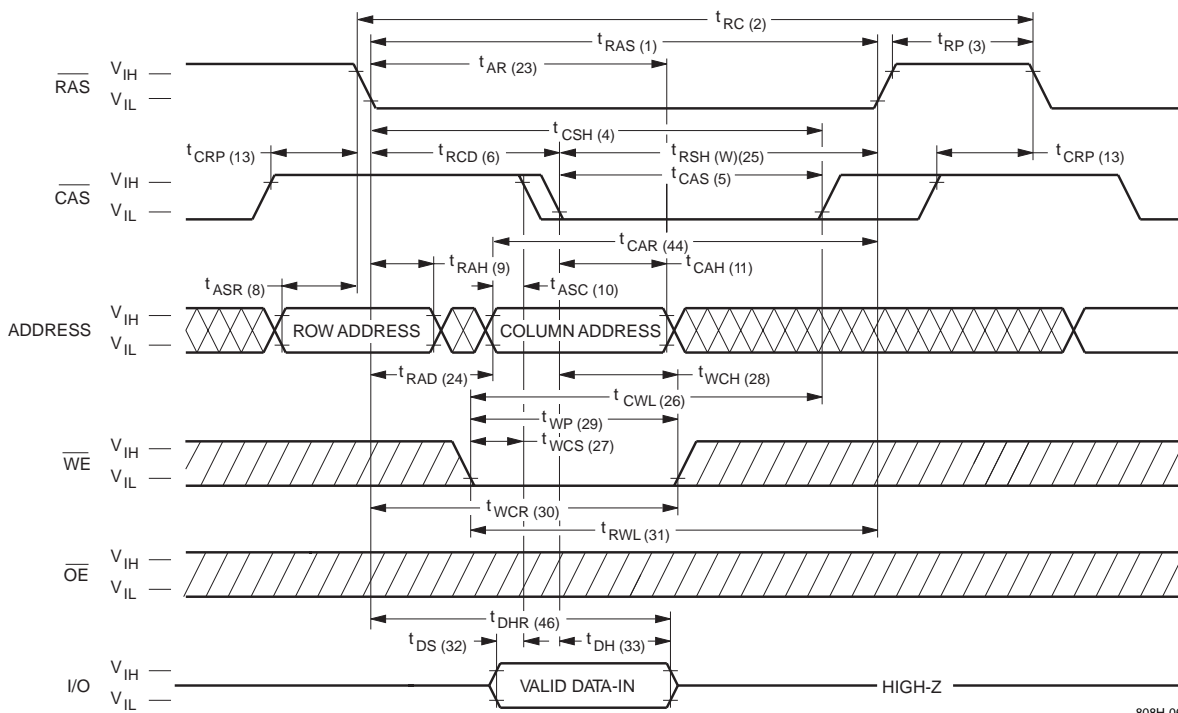 t RC (2)
t RAS (1)
t RP (3)
t AR (23)
RAS
V IH
V IL
t CSH (4)
t CRP (13)
t RCD (6)
t RSH (W)(25)
t CRP (13)
t CAS (5)
CAS
V IH
V IL
t CAR (44)
t RAH (9)
t CAH (11)
t ASR (8)
t ASC (10)
ADDRESS
V IH
V IL
ROW ADDRESS
COLUMN ADDRESS
t RAD (24)
t WCH (28)
t CWL (26)
t WP (29)
t WCS (27)
WE
V IH
V IL
t WCR (30)
t RWL (31)
OE
V IH
V IL
t DHR (46)
t DS (32)
t DH (33)
I/O
V IH
V IL
VALID DATA-IN
HIGH-Z